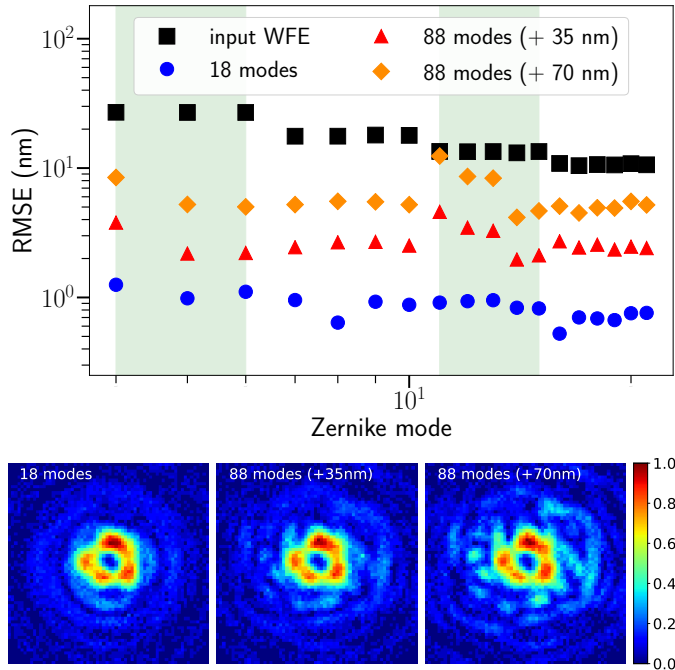 10²
input WFE
18 modes
88 modes (+ 35 nm)
88 modes (+ 70 nm)
RMSE (nm)
10¹
10⁰
10¹
Zernike mode
18 modes
88 modes (+35nm)
88 modes (+70nm)
1.0
0.8
0.6
0.4
0.2
0.0